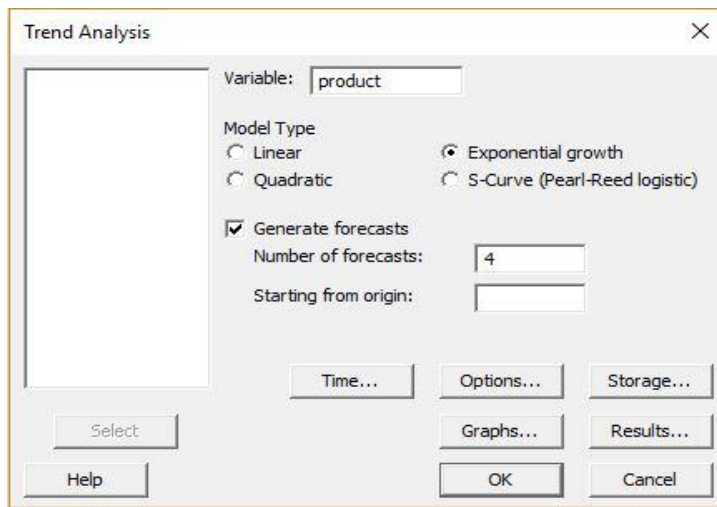 Trend Analysis
Variable: product
Model Type
Linear Exponential growth
Quadratic S-Curve (Pearl-Reed logistic)
Generate forecasts
Number of forecasts: 4
Starting from origin:
Time... Options... Storage...
Select Graphs... Results...
Help OK Cancel